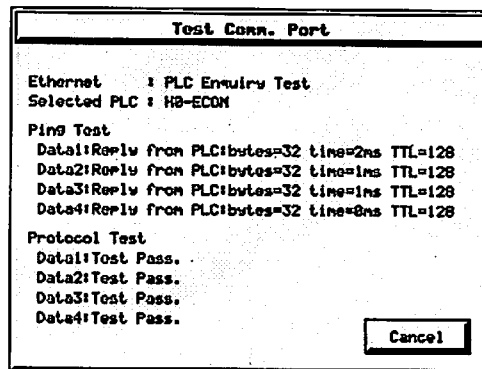 Test Comm. Port
Ethernet : PLC Enquiry Test
Selected PLC : H0-ECOM
Ping Test
Data1:Reply from PLC:bytes=32 time=2ms TTL=128
Data2:Reply from PLC:bytes=32 time=1ms TTL=128
Data3:Reply from PLC:bytes=32 time=1ms TTL=128
Data4:Reply from PLC:bytes=32 time=0ms TTL=128
Protocol Test
Data1:Test Pass.
Data2:Test Pass.
Data3:Test Pass.
Data4:Test Pass.
Cancel